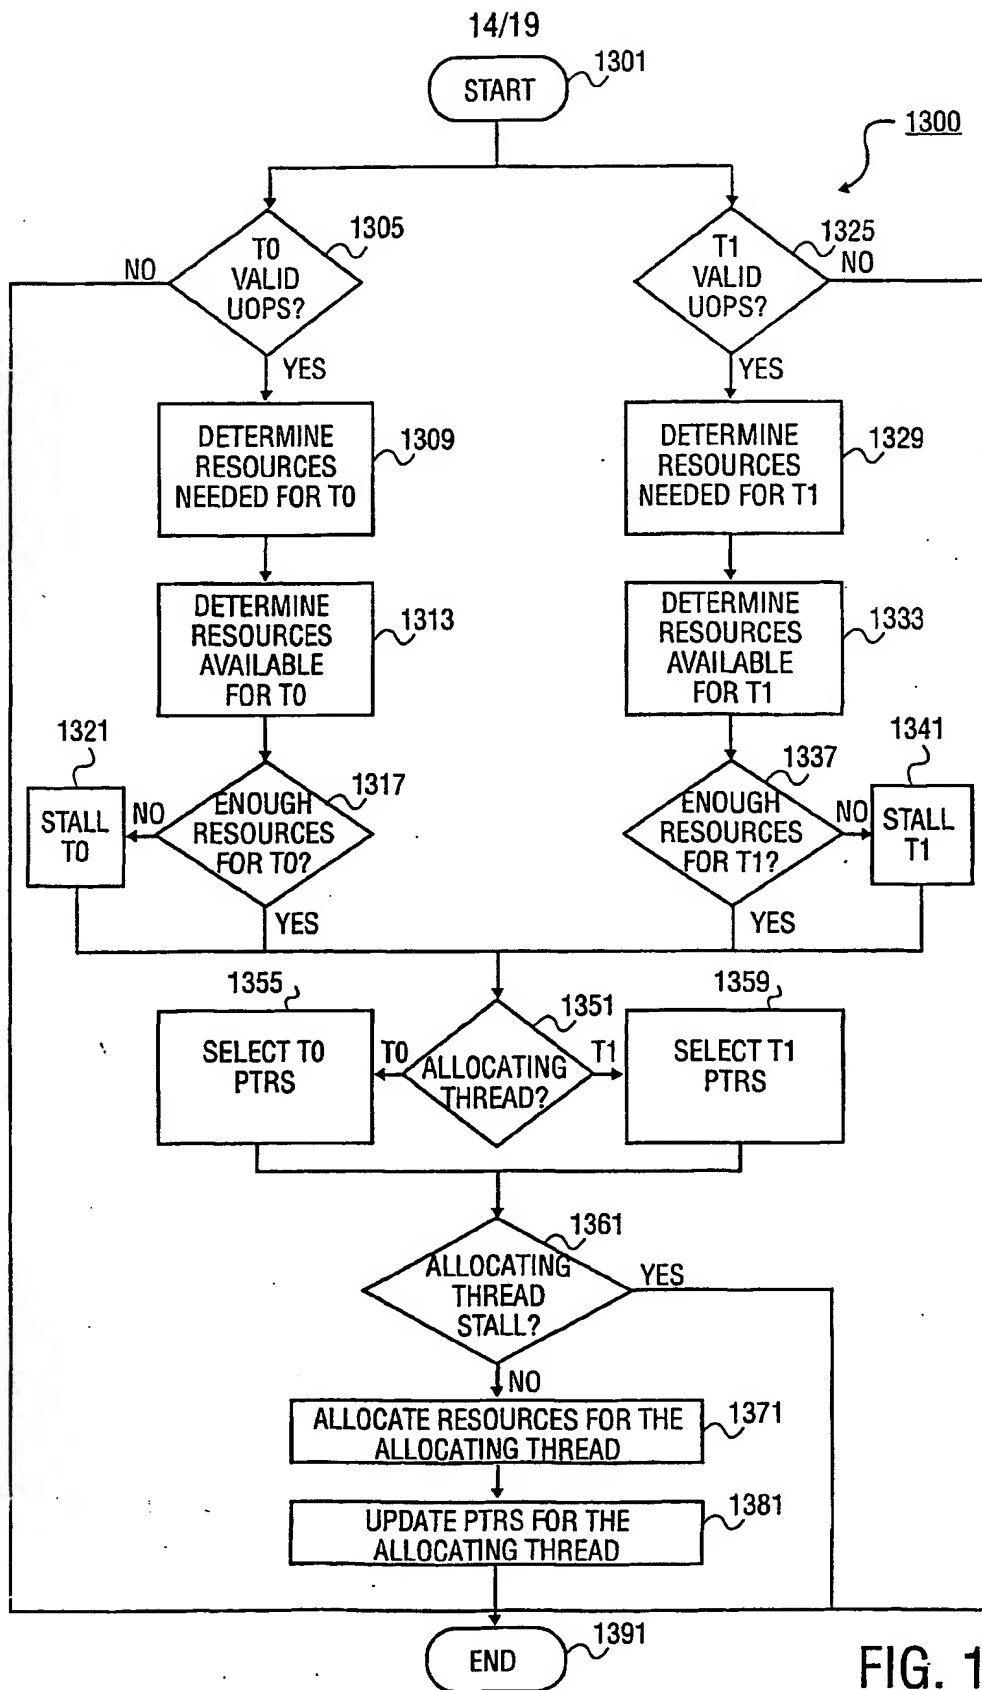 14/19
START
1301
1300
T0
VALID
UOPS?
1305
NO
YES
T1
VALID
UOPS?
1325
NO
YES
DETERMINE
RESOURCES
NEEDED FOR T0
1309
DETERMINE
RESOURCES
NEEDED FOR T1
1329
DETERMINE
RESOURCES
AVAILABLE
FOR T0
1313
DETERMINE
RESOURCES
AVAILABLE
FOR T1
1333
1321
STALL
T0
NO
ENOUGH
RESOURCES
FOR T0?
1317
YES
ENOUGH
RESOURCES
FOR T1?
1337
NO
YES
1341
STALL
T1
1355
SELECT T0
PTRS
T0
ALLOCATING
THREAD?
1351
T1
1359
SELECT T1
PTRS
ALLOCATING
THREAD
STALL?
1361
YES
NO
ALLOCATE RESOURCES FOR THE
ALLOCATING THREAD
1371
UPDATE PTRS FOR THE
ALLOCATING THREAD
1381
END
1391
FIG. 1